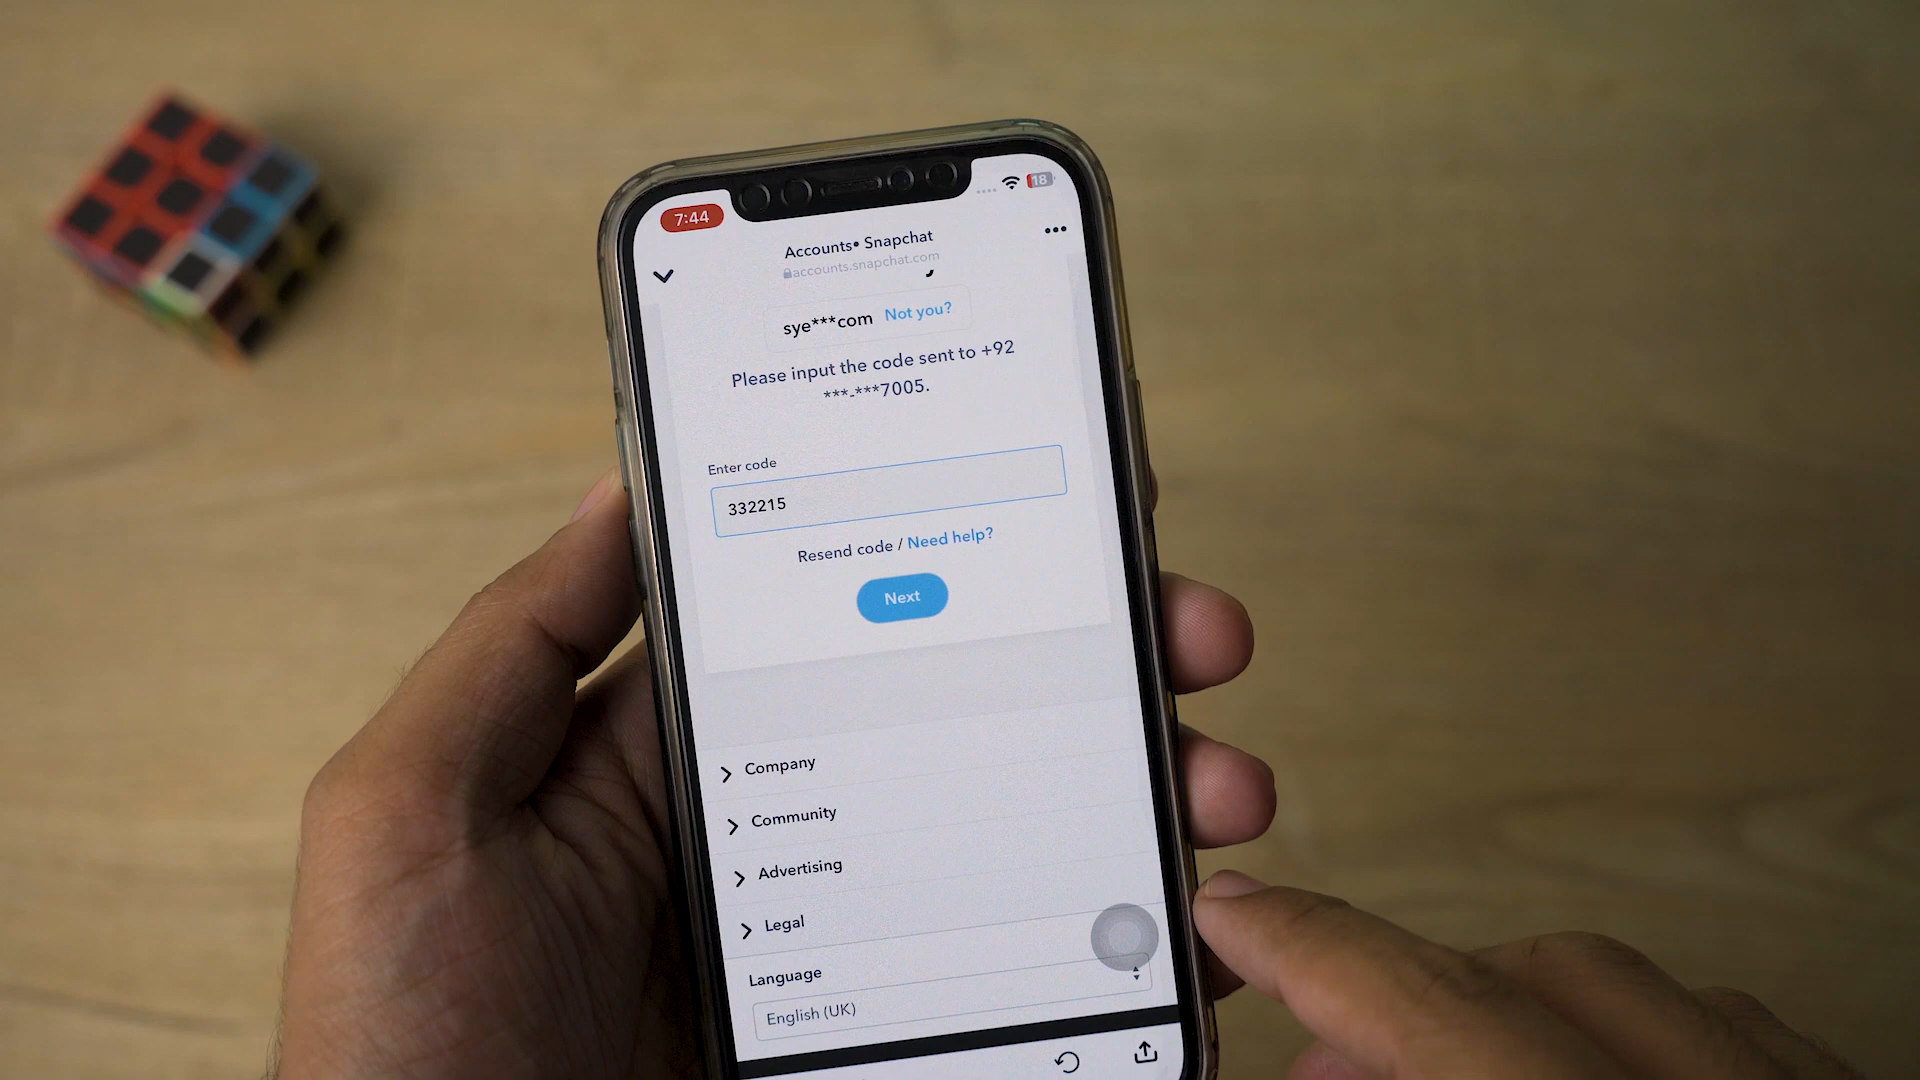 7:44
18
Accounts• Snapchat
accounts.snapchat.com
sye***com Not you?
Please input the code sent to +92
***-***7005.
Enter code
332215
Resend code / Need help?
Next
Company
Community
Advertising
Legal
Language
English (UK)